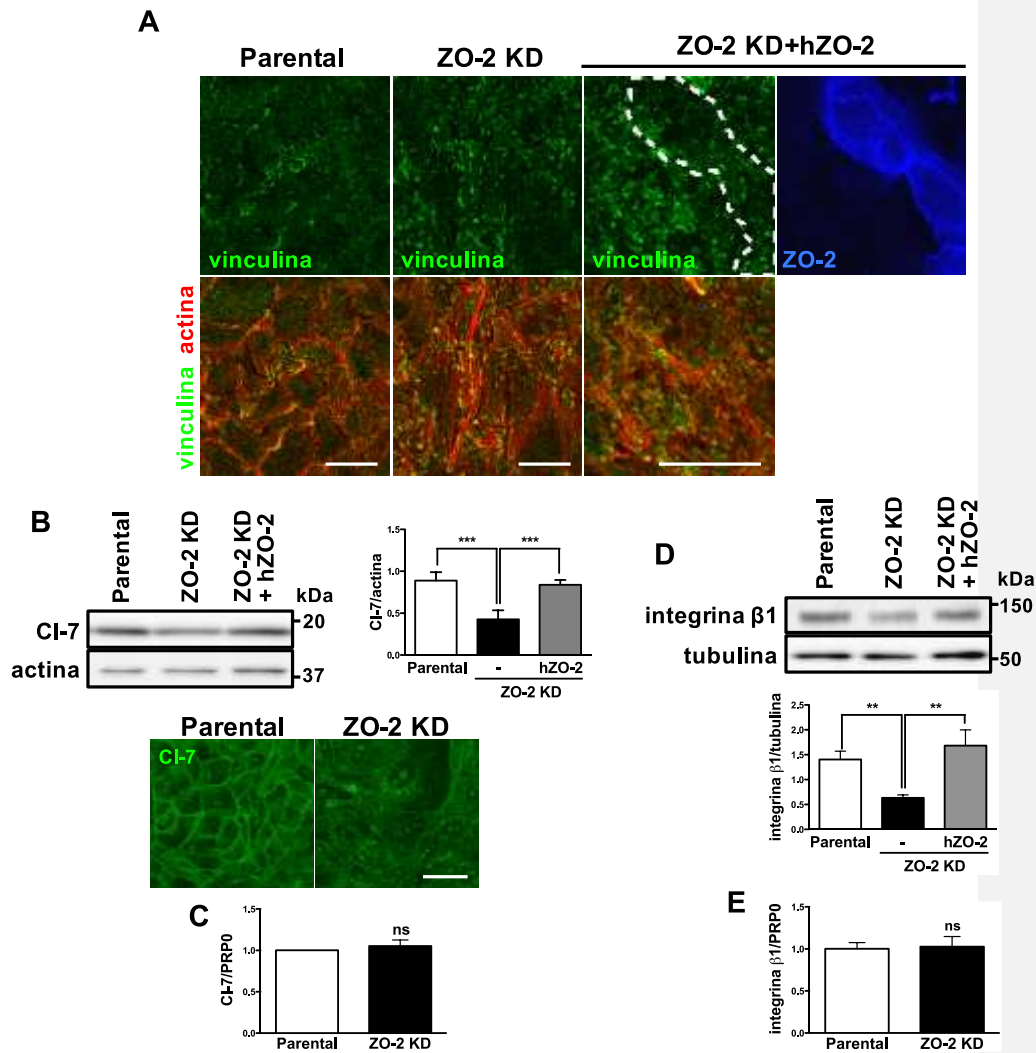 A
Parental
ZO-2 KD
ZO-2 KD+hZO-2
vinculina
vinculina
vinculina
ZO-2
vinculina actina
B
Parental
ZO-2 KD
ZO-2 KD
+ hZO-2
kDa
Cl-7
20
actina
37
Cl-7/actina
1.5
1.0
0.5
0.0
***
***
Parental
-
hZO-2
ZO-2 KD
Parental
ZO-2 KD
Cl-7
C
Cl-7/PRP0
1.5
1.0
0.5
0.0
ns
Parental
ZO-2 KD
D
Parental
ZO-2 KD
ZO-2 KD
+ hZO-2
kDa
integrina β1
150
tubulina
50
integrina β1/tubulina
2.5
2.0
1.5
1.0
0.5
0.0
**
**
Parental
-
hZO-2
ZO-2 KD
E
integrina β1/PRP0
1.5
1.0
0.5
0.0
ns
Parental
ZO-2 KD